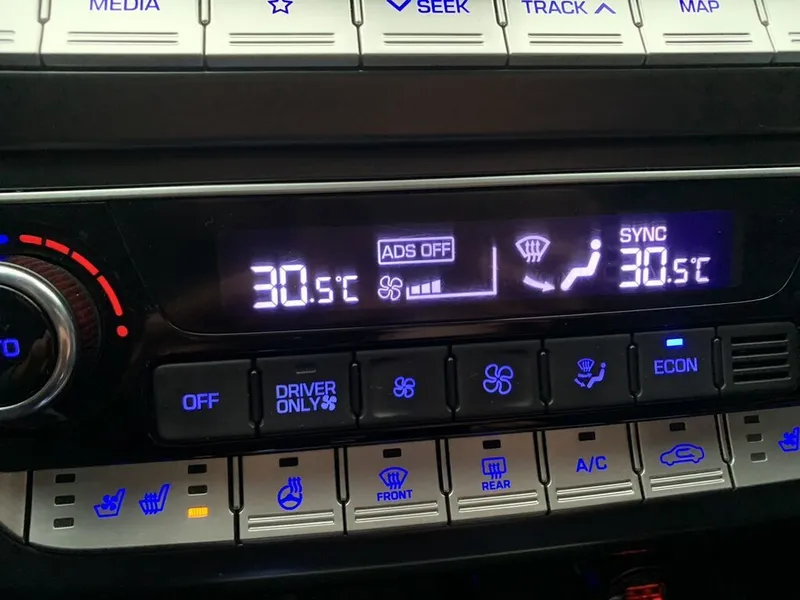 MEDIA
SEEK
TRACK
MAP
ADS OFF
SYNC
30.5°C
30.5°C
OFF
DRIVER
ONLY
ECON
FRONT
REAR
A/C